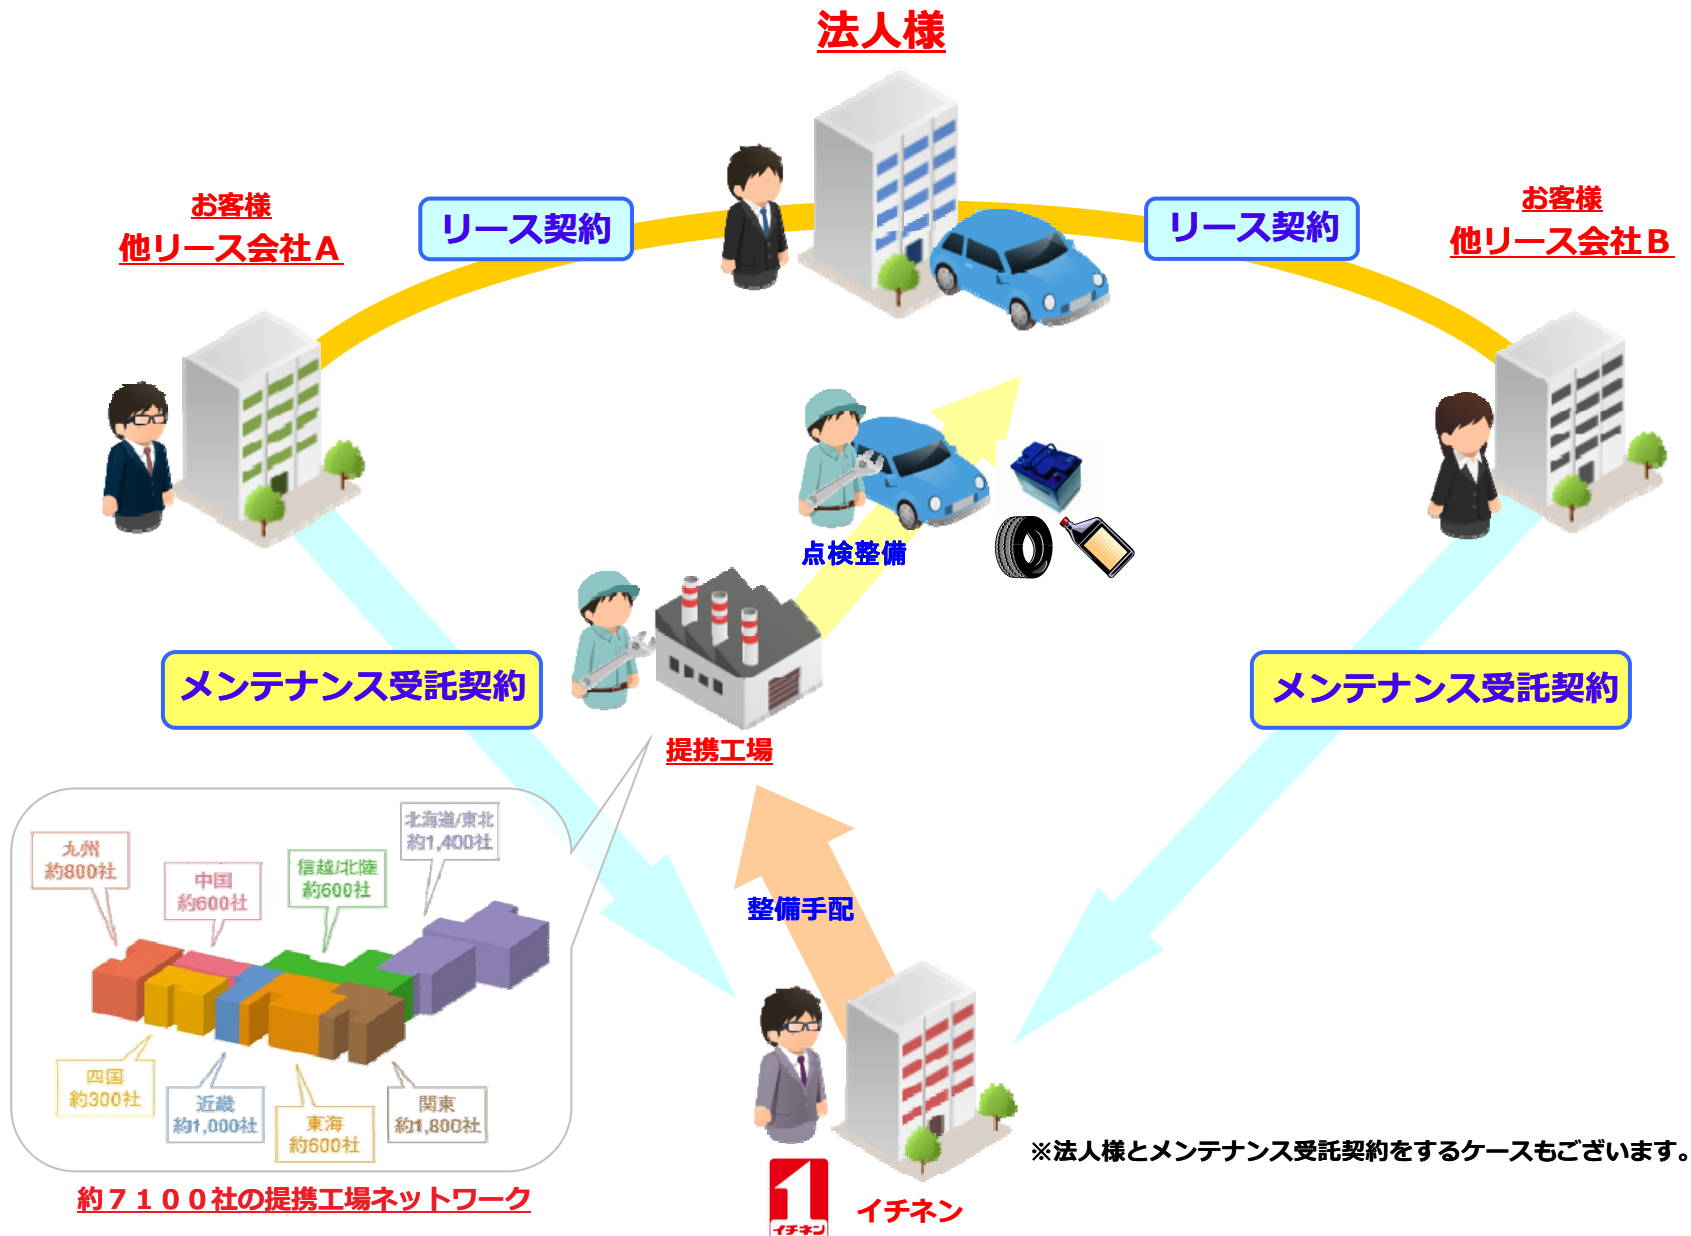 法人様
お客様
他リース会社A
リース契約
リース契約
お客様
他リース会社B
点検整備
メンテナンス受託契約
メンテナンス受託契約
提携工場
北海道/東北
約1,400社
九州
約800社
信越/北陸
約600社
中国
約600社
整備手配
四国
約300社
近畿
約1,000社
東海
約600社
関東
約1,800社
※法人様とメンテナンス受託契約をするケースもございます。
約7100社の提携工場ネットワーク
イチネン
イチネン